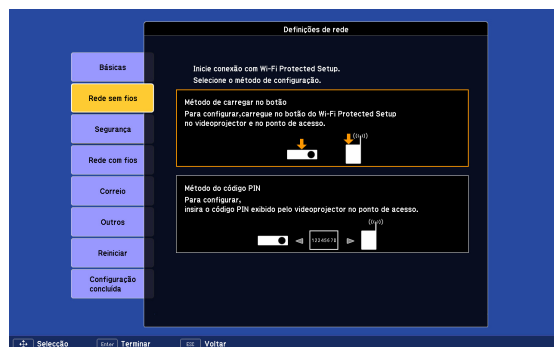 Definições de rede
Básicas
Rede sem fios
Segurança
Rede com fios
Correio
Outros
Reiniciar
Configuração
concluída
Inicie conexão com Wi-Fi Protected Setup.
Selecione o método de configuração.
Método de carregar no botão
Para configurar,carregue no botão do Wi-Fi Protected Setup
no videoprojector e no ponto de acesso.
Método do código PIN
Para configurar,
insira o código PIN exibido pelo videoprojector no ponto de acesso.
12245678
Selecção
Enter Terminar
ESC Voltar